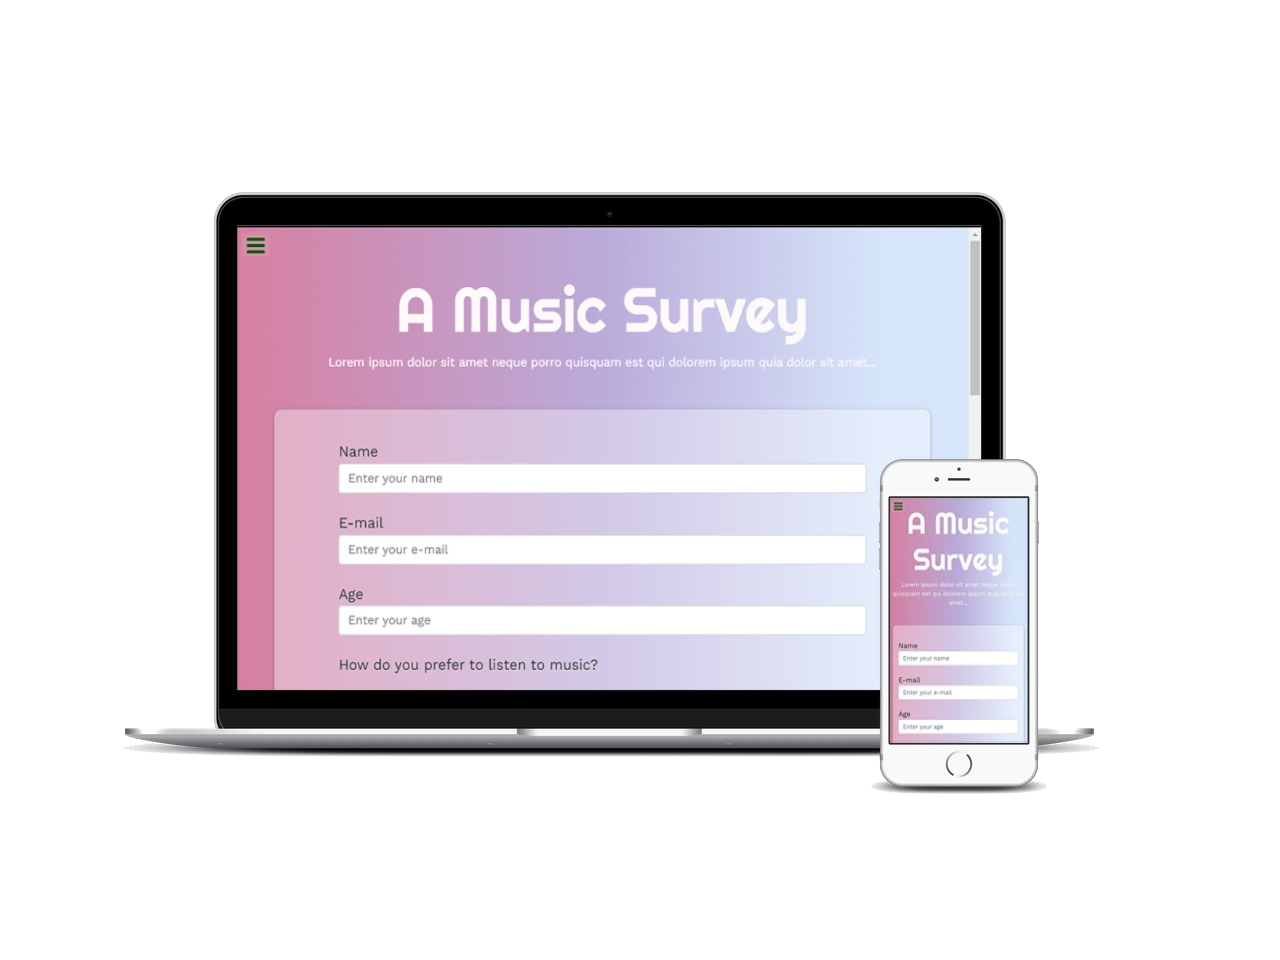 A Music Survey
Lorem ipsum dolor sit amet neque porro quisquam est qui dolorem ipsum quia dolor sit amet...
Name
Enter your name
E-mail
Enter your e-mail
Age
Enter your age
How do you prefer to listen to music?
A Music
Survey
Lorem ipsum dolor sit amet neque porro
quisquam est qui dolorem ipsum quia dolor sit
amet...
Name
Enter your name
E-mail
Enter your e-mail
Age
Enter your age